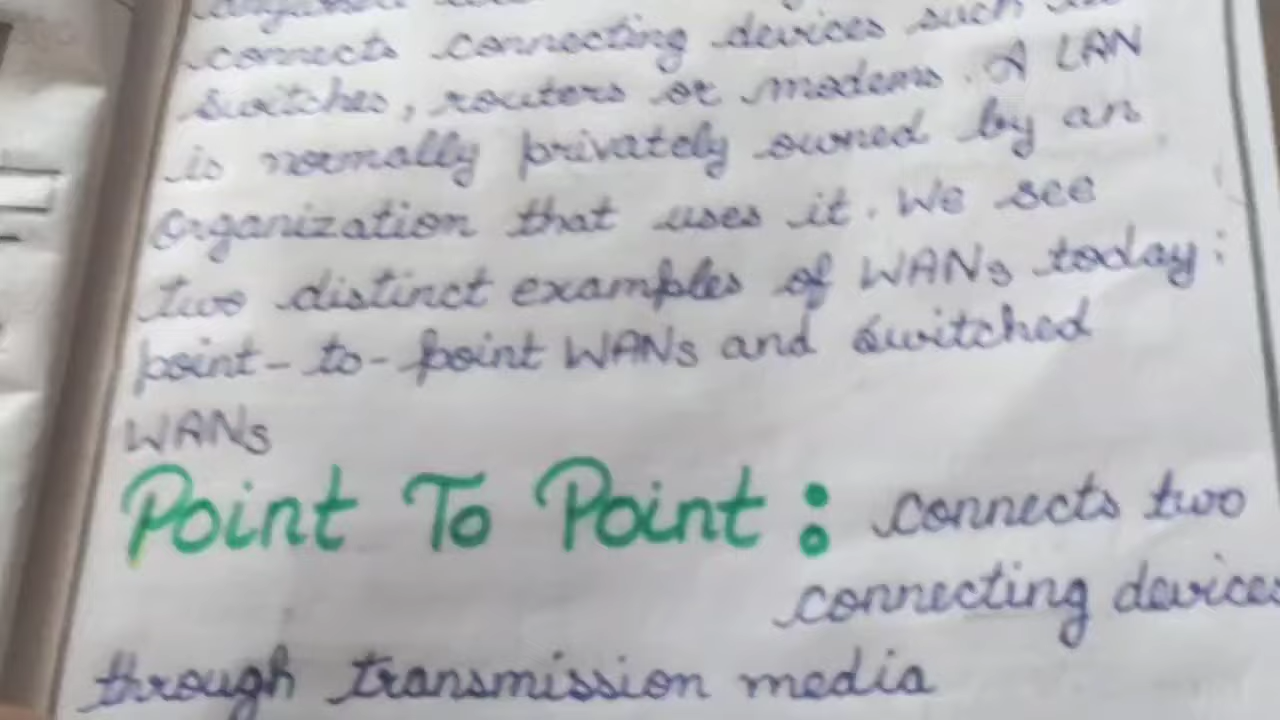 connects connecting devices such
switches, routers or modems. A LAN
is normally privately owned by an
organization that uses it. We see
two distinct examples of WANs today:
point-to-point WANs and switched
WANs
Point To Point: connects two
connecting devices
through transmission media